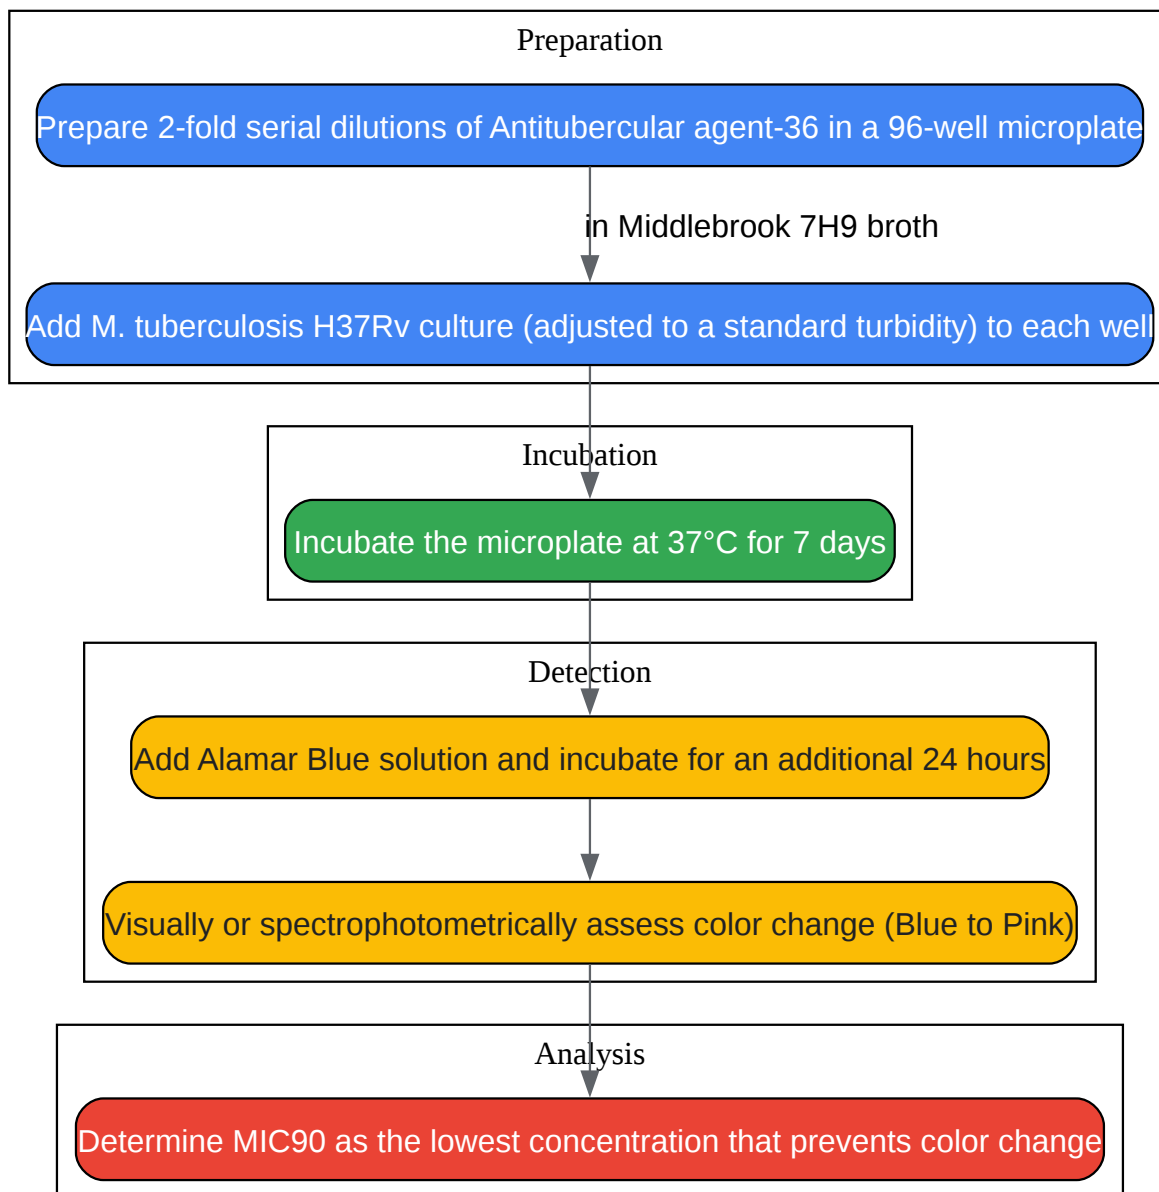 Preparation
Prepare 2-fold serial dilutions of Antitubercular agent-36 in a 96-well microplate
in Middlebrook 7H9 broth
Add M. tuberculosis H37Rv culture (adjusted to a standard turbidity) to each well
Incubation
Incubate the microplate at 37°C for 7 days
Detection
Add Alamar Blue solution and incubate for an additional 24 hours
Visually or spectrophotometrically assess color change (Blue to Pink)
Analysis
Determine MIC90 as the lowest concentration that prevents color change